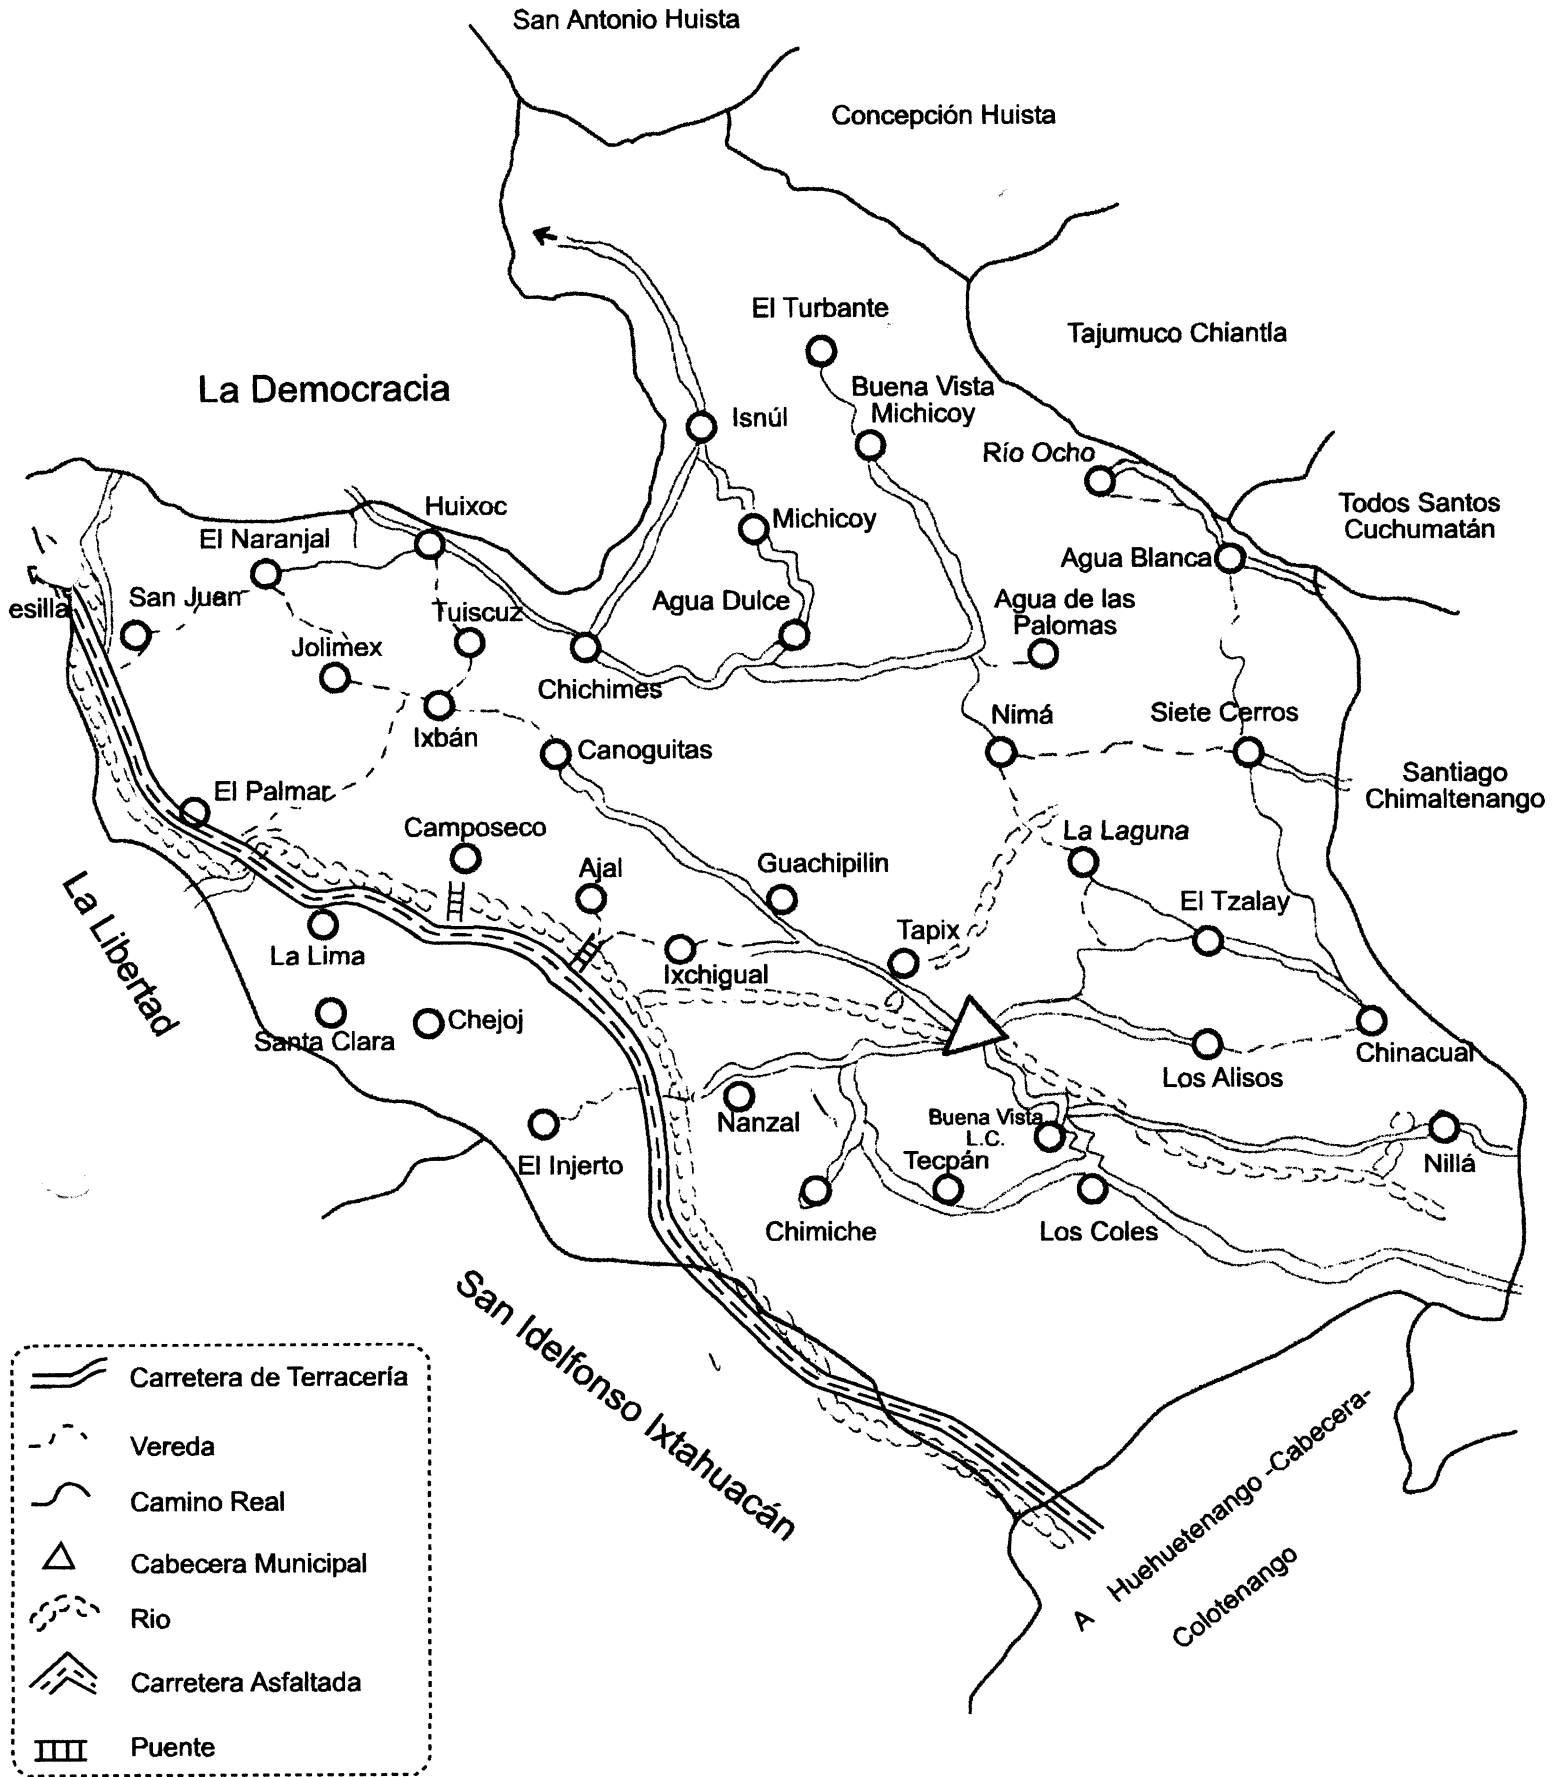 San Antonio Huista
Concepción Huista
El Turbante
Tajumuco Chiantla
La Democracia
Buena Vista
Michicoy
Isnúl
Río Ocho
Todos Santos
Cuchumatán
Huixoc
Michicoy
El Naranjal
Agua Blanca
esilla
San Juan
Tuiscuz
Agua Dulce
Agua de las
Palomas
Jolimex
Chichimes
Nimá
Siete Cerros
Ixbán
Canoguitas
Santiago
Chimaltenango
El Palmar
Camposeco
La Laguna
Guachipilin
Ajal
El Tzalay
La Libertad
Tapix
La Lima
Ixchigual
Chejoj
Santa Clara
Chinacual
Los Alisos
Nanzal
Buena Vista
L.C.
El Injerto
Tecpán
Nillá
Chimiche
Los Coles
San Idelfonso Ixtahuacán
A Huehuetenango -Cabecera-
Colotenango
Carretera de Terracería
Vereda
Camino Real
Cabecera Municipal
Rio
Carretera Asfaltada
Puente